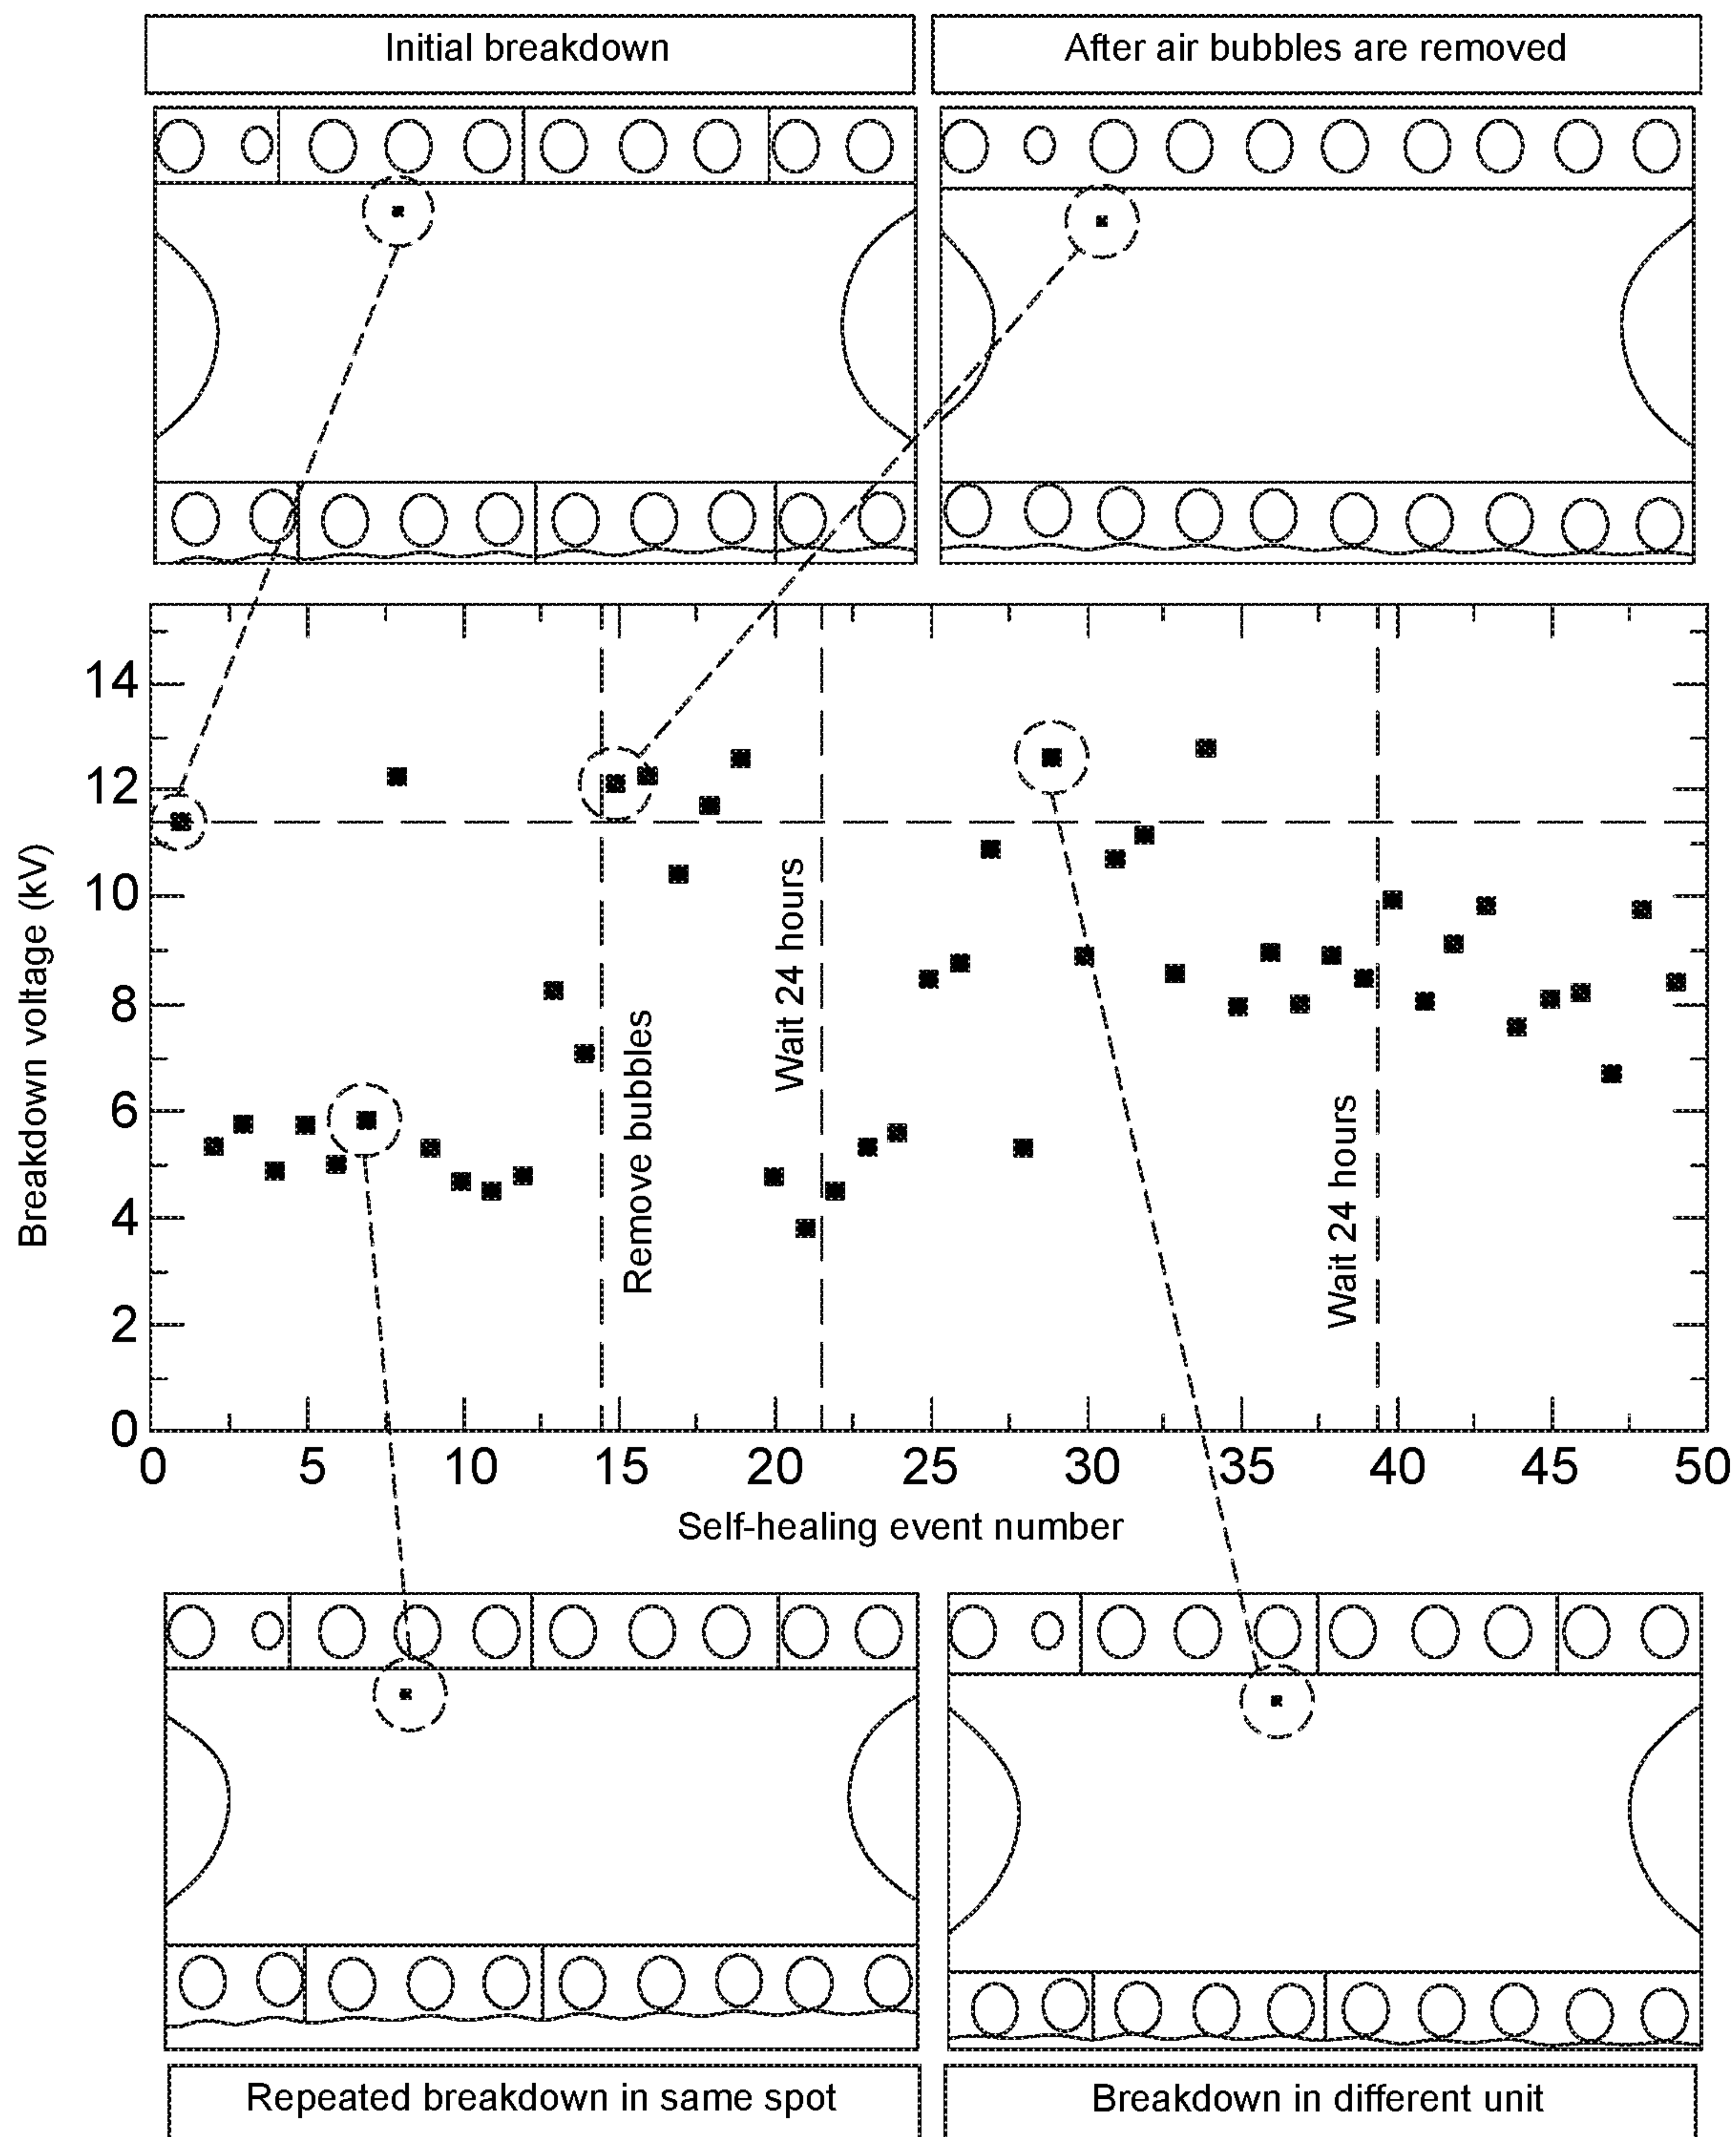 Initial breakdown
After air bubbles are removed
14
12
10
8
6
4
2
0
Breakdown voltage (kV)
Remove bubbles
Wait 24 hours
Wait 24 hours
0 5 10 15 20 25 30 35 40 45 50
Self-healing event number
Repeated breakdown in same spot
Breakdown in different unit